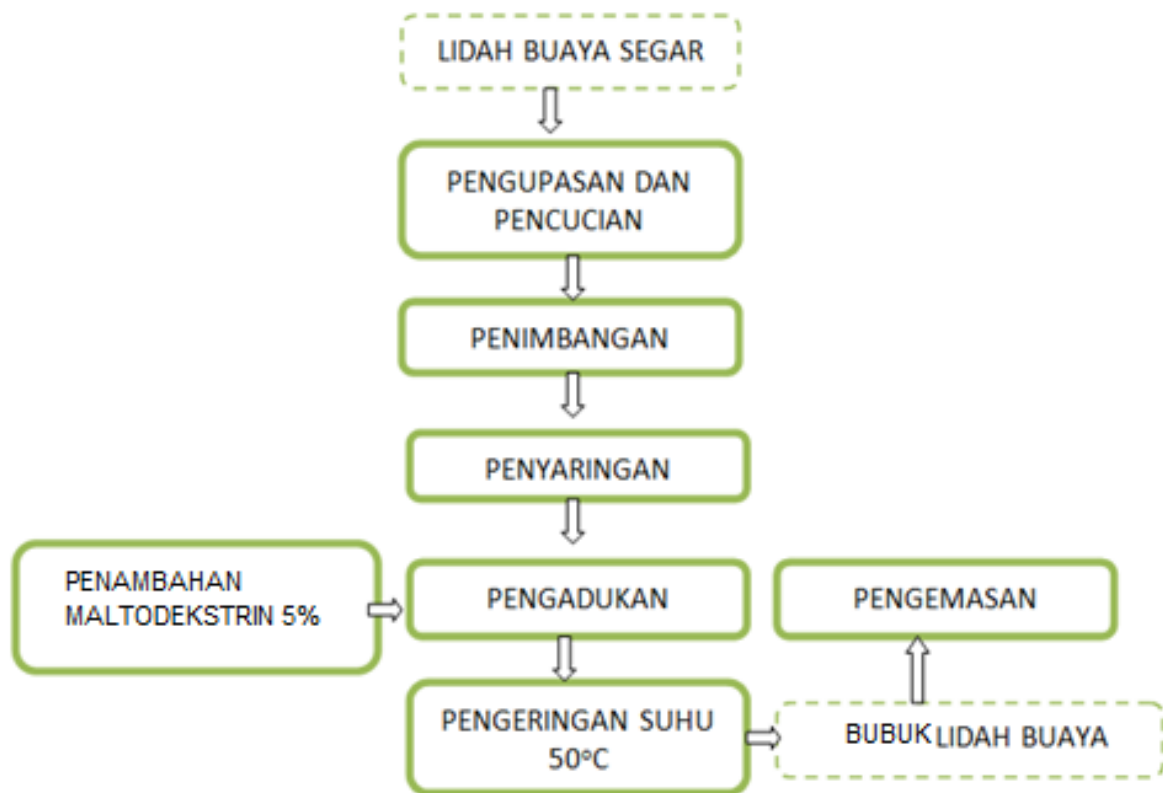 LIDAH BUAYA SEGAR
PENGUPASAN DAN
PENCUCIAN
PENIMBANGAN
PENYARINGAN
PENAMBAHAN
MALTODEKSTRIN 5%
PENGADUKAN
PENGERINGAN SUHU
50°C
BUBUK LIDAH BUAYA
PENGEMASAN